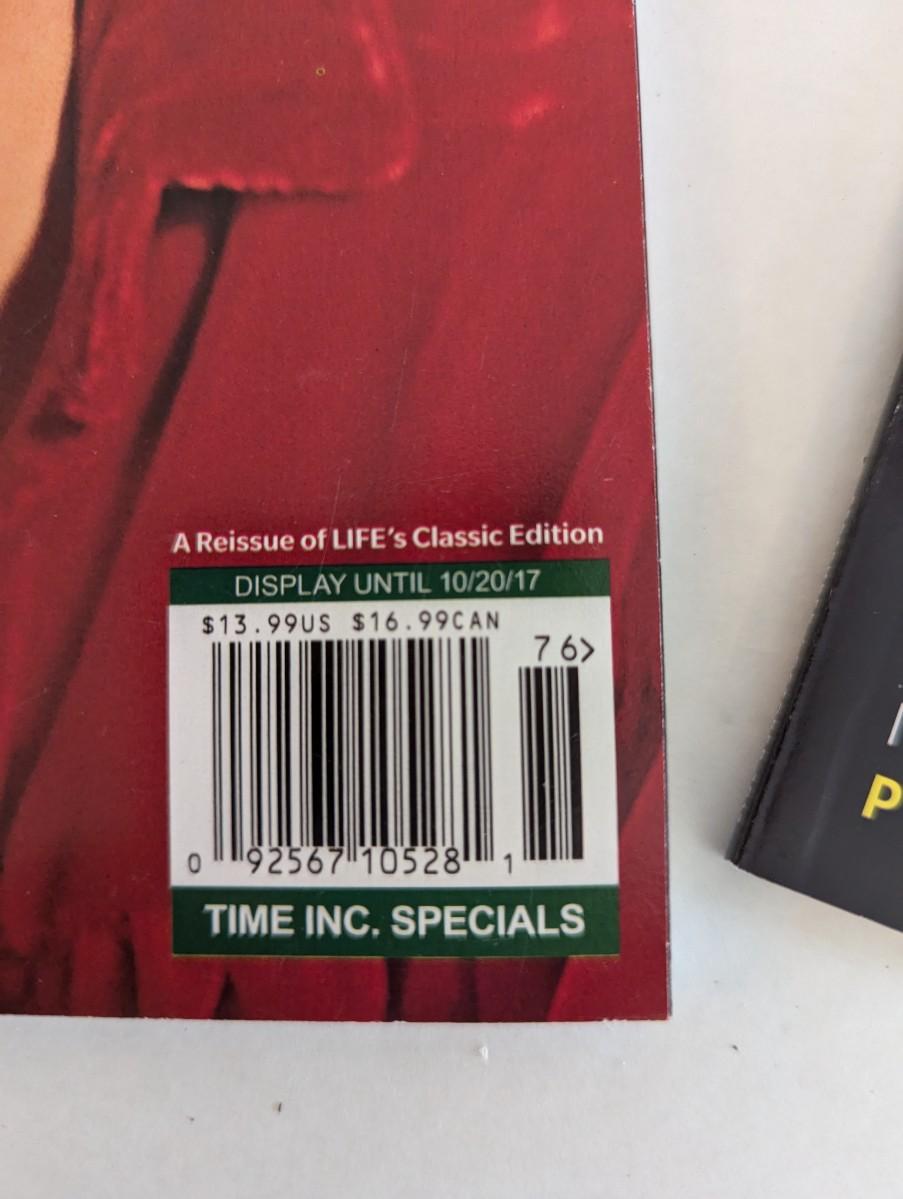 A Reissue of LIFE's Classic Edition
DISPLAY UNTIL 10/20/17
$13.99US $16.99CAN
76>
0 92567 10528 1
TIME INC. SPECIALS
P